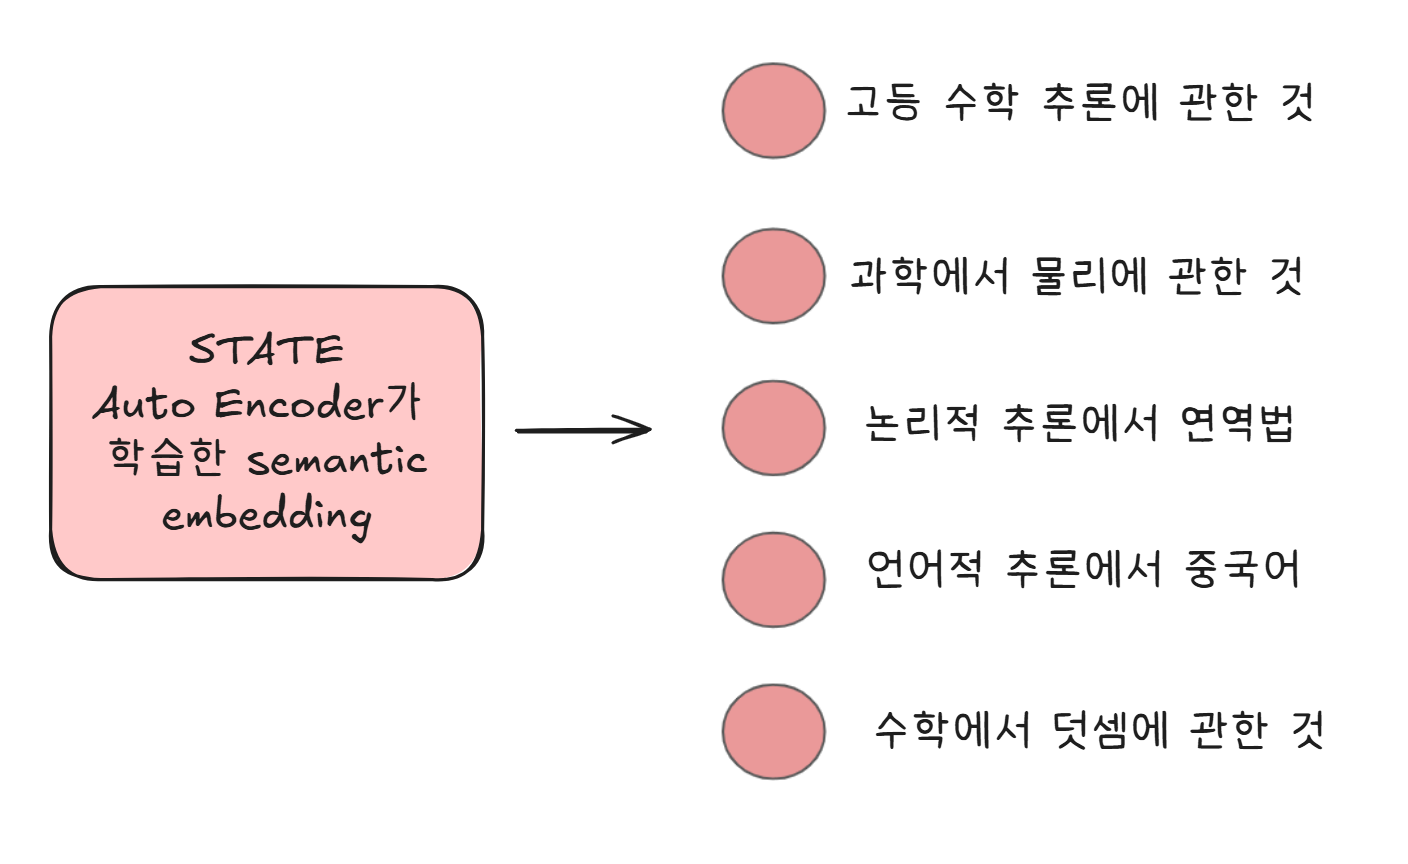 STATE
Auto Encoder가
학습한 semantic
embedding
고등 수학 추론에 관한 것
과학에서 물리에 관한 것
논리적 추론에서 연역법
언어적 추론에서 중국어
수학에서 덧셈에 관한 것